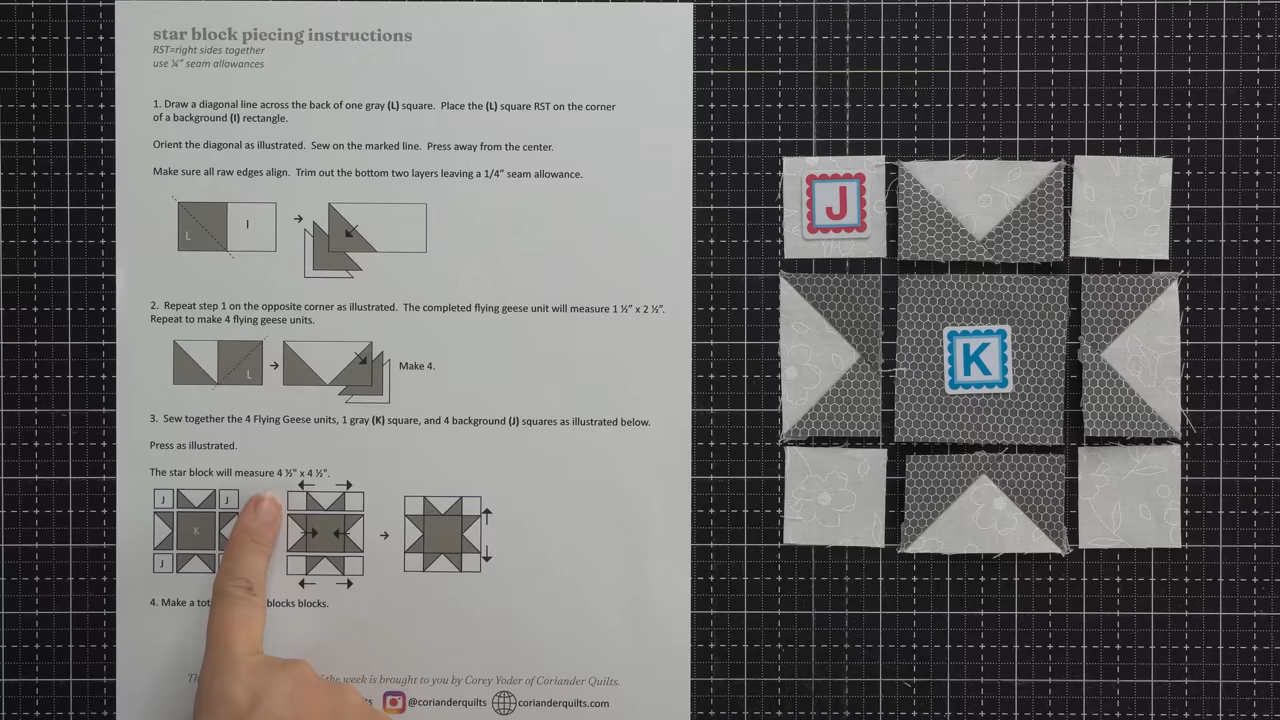 star block piecing instructions
RST=right sides together
use ¼" seam allowances
1. Draw a diagonal line across the back of one gray (L) square. Place the (L) square RST on the corner
of a background (I) rectangle.
Orient the diagonal as illustrated. Sew on the marked line. Press away from the center.
Make sure all raw edges align. Trim out the bottom two layers leaving a 1/4" seam allowance.
L I
2. Repeat step 1 on the opposite corner as illustrated. The completed flying geese unit will measure 1 ½" x 2 ½".
Repeat to make 4 flying geese units.
L
Make 4.
3. Sew together the 4 Flying Geese units, 1 gray (K) square, and 4 background (J) squares as illustrated below.
Press as illustrated.
The star block will measure 4 ½" x 4 ½".
J J
K
J
4. Make a tot blocks blocks.
of the week is brought to you by Corey Yoder of Coriander Quilts.
@corianderquilts corianderquilts.com
J
K